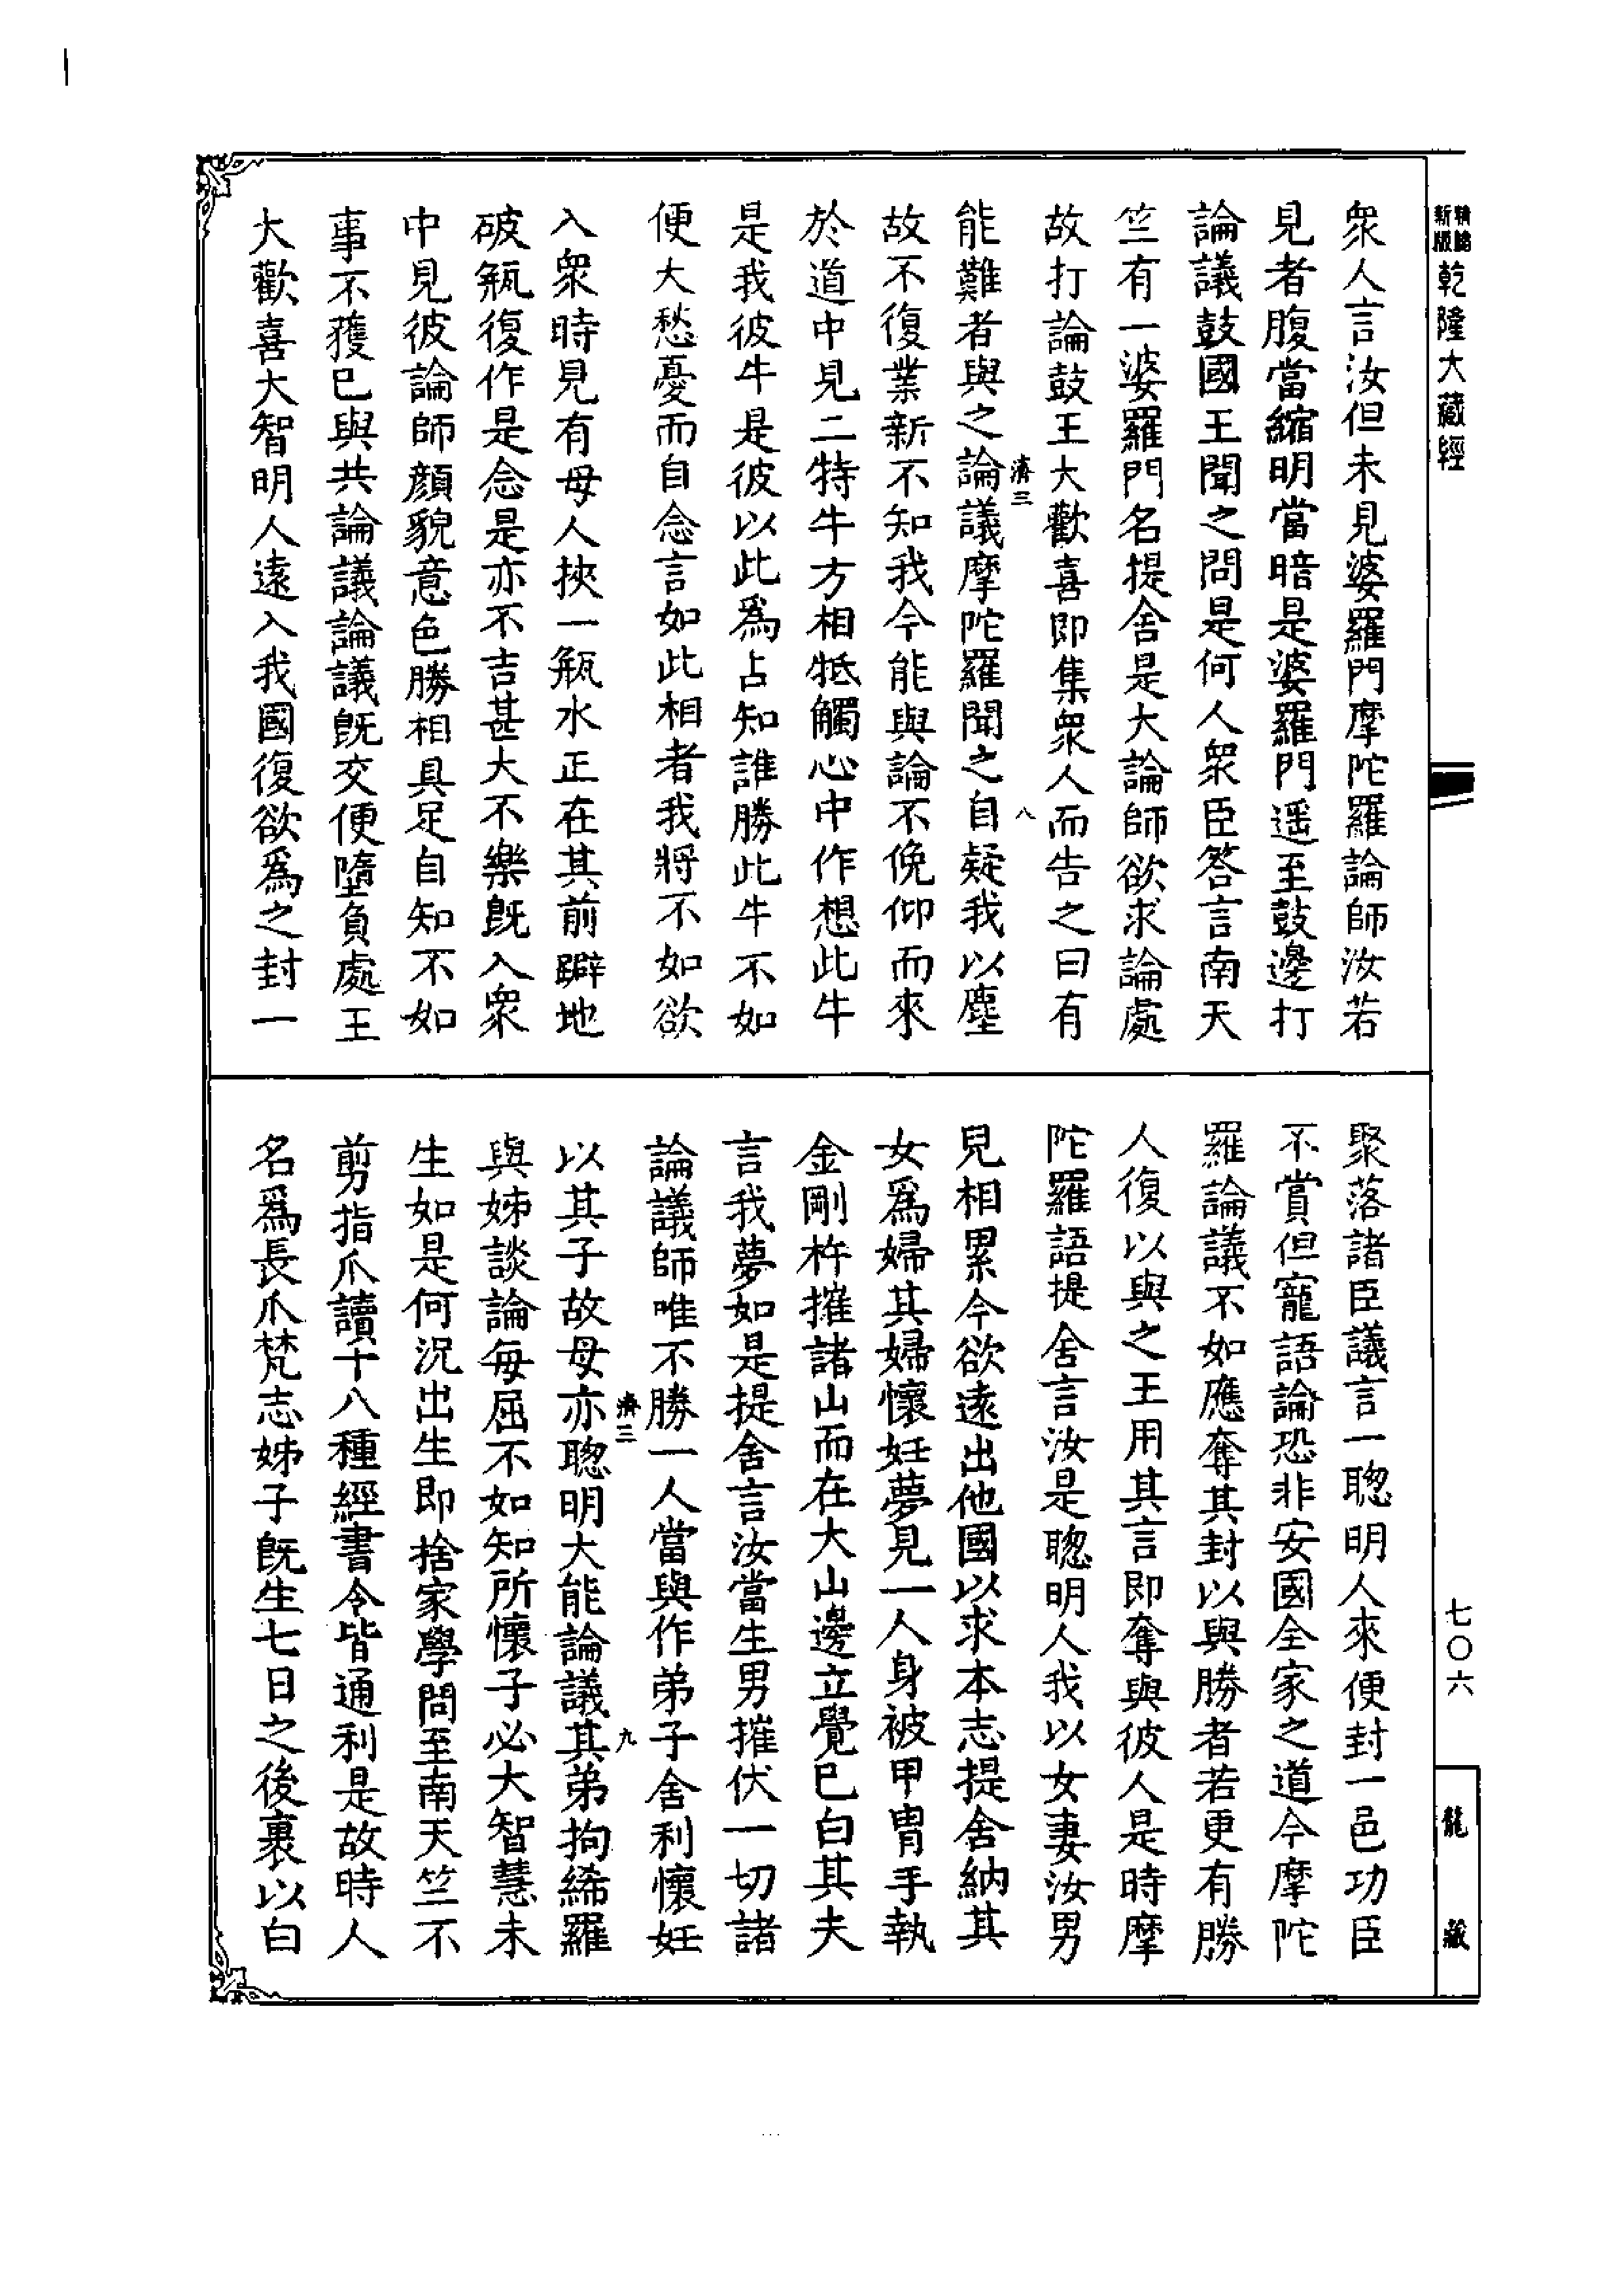 新版
乾隆大藏經
七〇六
龍藏
眾人言汝但未見婆羅門摩陀羅論師汝若
見者腹當縮明當暗是婆羅門遥至鼓邊打
論議鼓國王聞之問是何人眾臣答言南天
竺有一婆羅門名提舍是大論師欲求論處
故打論鼓王大歡喜即集眾人而告之曰有
濟三
八
能難者與之論議摩陀羅聞之自疑我以塵
故不復業新不知我今能與論不俛仰而來
於道中見二特牛方相牴觸心中作想此牛
是我彼牛是彼以此為占知誰勝此牛不如
便大愁憂而自念言如此相者我將不如欲
入眾時見有母人挾一瓶水正在其前躃地
破瓶復作是念是亦不吉甚大不樂既入眾
中見彼論師顏貌意色勝相具足自知不如
事不獲已與共論議論議既交便墮負處王
大歡喜大智明人遠入我國復欲為之封一
聚落諸臣議言一聰明人來便封一邑功臣
不賞但寵語論恐非安國全家之道今摩陀
羅論議不如應奪其封以與勝者若更有勝
人復以與之王用其言即奪與彼人是時摩
陀羅語提舍言汝是聰明人我以女妻汝男
兒相累今欲遠出他國以求本志提舍納其
女為婦其婦懷妊夢見一人身被甲冑手執
金剛杵摧諸山而在大山邊立覺已白其夫
言我夢如是提舍言汝當生男摧伏一切諸
論議師唯不勝一人當與作弟子舍利懷妊
濟三
九
以其子故母亦聰明大能論議其弟拘絺羅
與姊談論每屈不如知所懷子必大智慧未
生如是何況出生即捨家學問至南天竺不
剪指爪讀十八種經書令皆通利是故時人
名為長爪梵志姊子既生七日之後裹以白